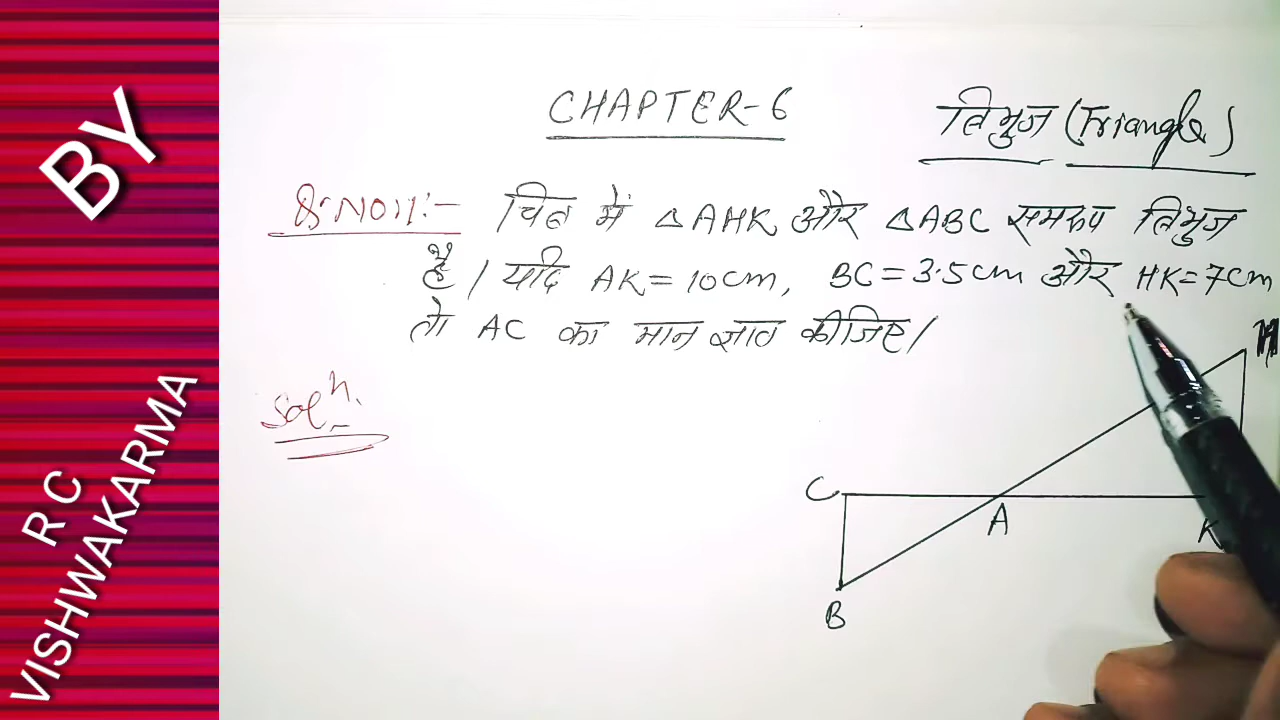 BY
R C
VISHWAKARMA
CHAPTER-6
त्रिभुज (Triangle)
Q.NO11:- चित्र में △AHK और △ABC समरूप त्रिभुज
है। यदि AK=10cm, BC=3.5cm और HK=7cm
तो AC का मान ज्ञात कीजिए।
Solⁿ.
H
C
A
K
B